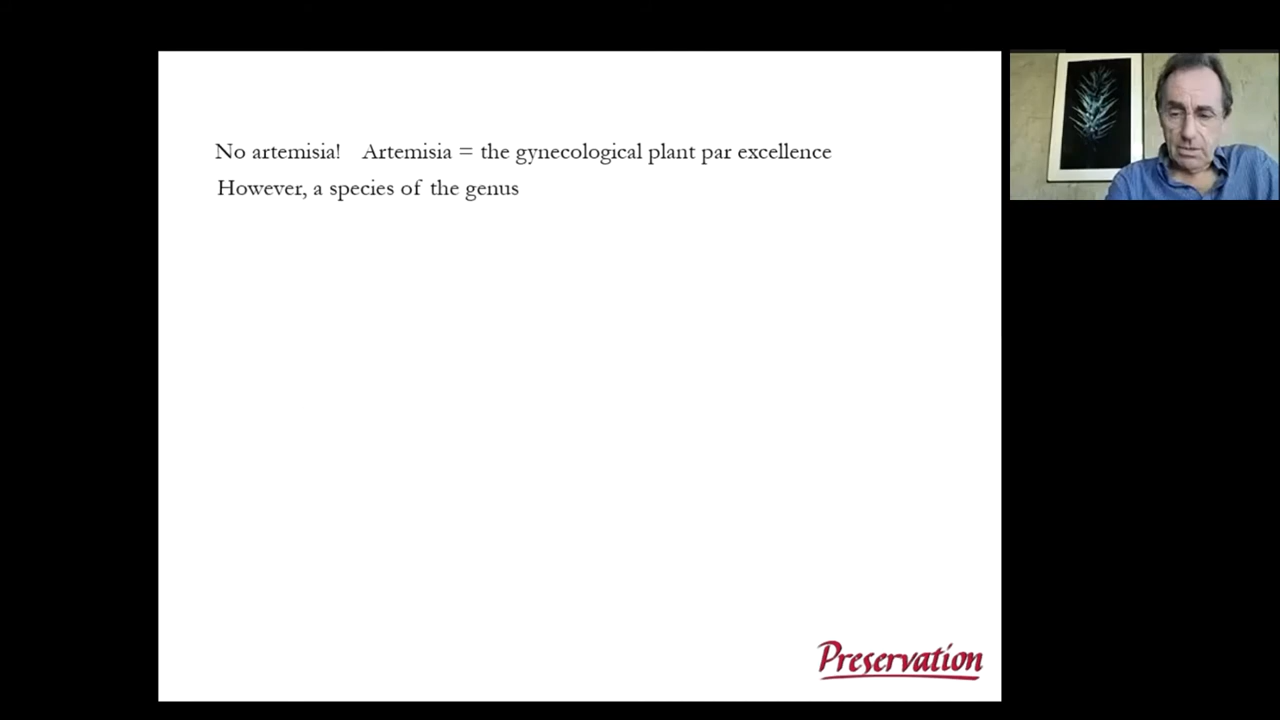 No artemisia! Artemisia = the gynecological plant par excellence
However, a species of the genus
Preservation